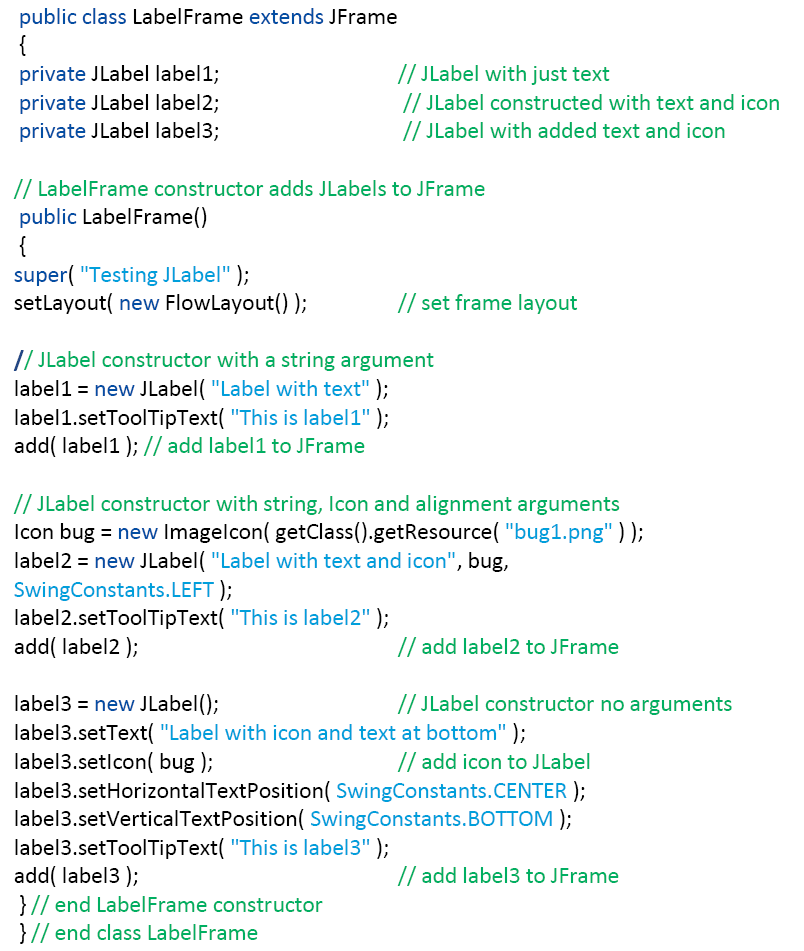 public class LabelFrame extends JFrame
{
private JLabel label1; // JLabel with just text
private JLabel label2; // JLabel constructed with text and icon
private JLabel label3; // JLabel with added text and icon
// LabelFrame constructor adds JLabels to JFrame
public LabelFrame()
{
super( "Testing JLabel" );
setLayout( new FlowLayout() ); // set frame layout
// JLabel constructor with a string argument
label1 = new JLabel( "Label with text" );
label1.setToolTipText( "This is label1" );
add( label1 ); // add label1 to JFrame
// JLabel constructor with string, Icon and alignment arguments
Icon bug = new ImageIcon( getClass().getResource( "bug1.png" ) );
label2 = new JLabel( "Label with text and icon", bug,
SwingConstants.LEFT );
label2.setToolTipText( "This is label2" );
add( label2 ); // add label2 to JFrame
label3 = new JLabel(); // JLabel constructor no arguments
label3.setText( "Label with icon and text at bottom" );
label3.setIcon( bug ); // add icon to JLabel
label3.setHorizontalTextPosition( SwingConstants.CENTER );
label3.setVerticalTextPosition( SwingConstants.BOTTOM );
label3.setToolTipText( "This is label3" );
add( label3 ); // add label3 to JFrame
} // end LabelFrame constructor
} // end class LabelFrame